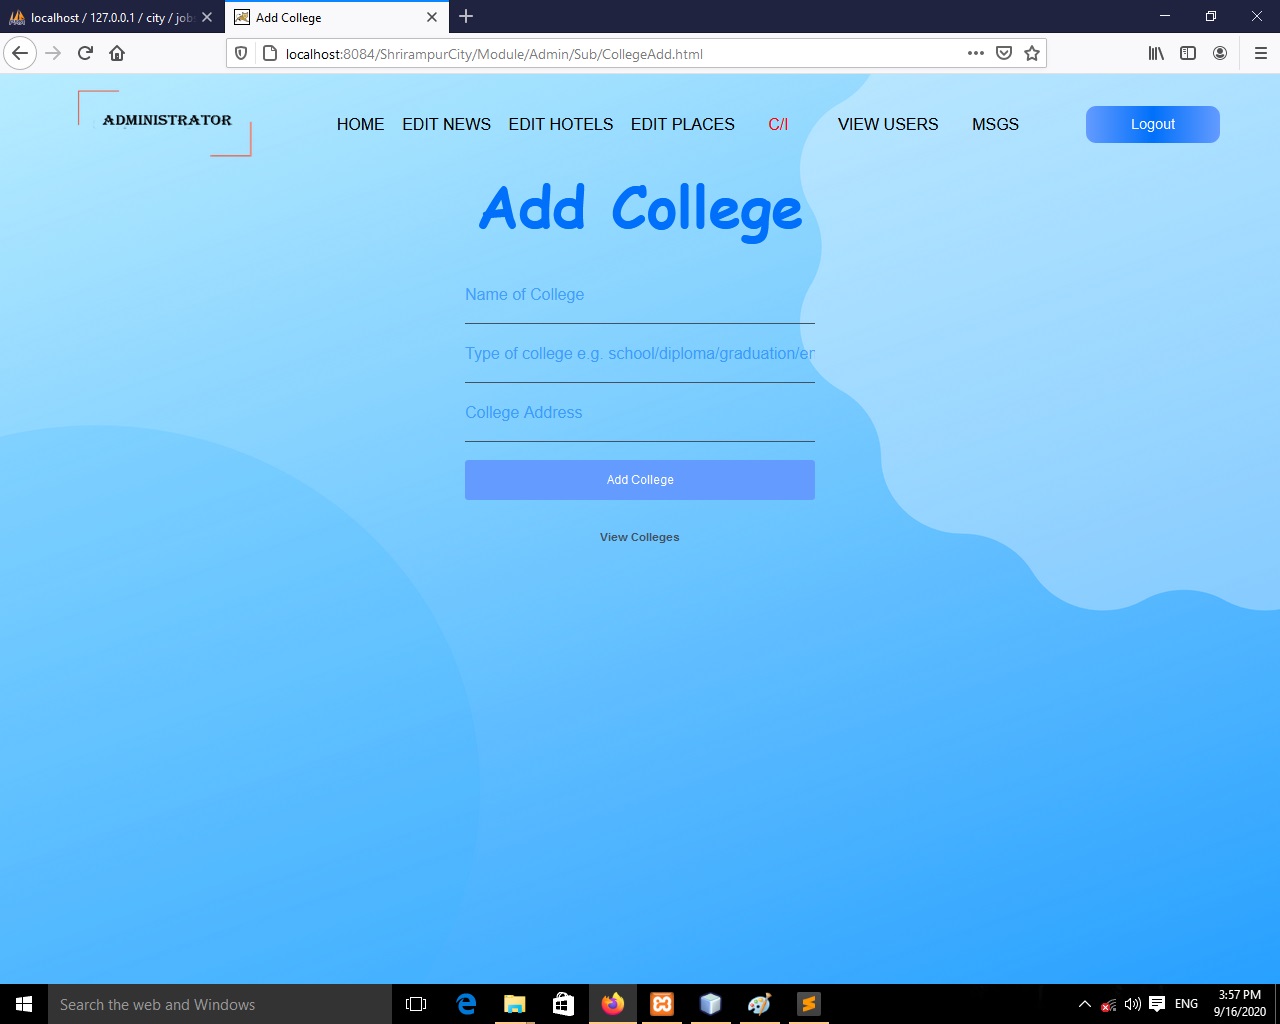 localhost / 127.0.0.1 / city / job
Add College
localhost:8084/ShrirampurCity/Module/Admin/Sub/CollegeAdd.html
ADMINISTRATOR
HOME
EDIT NEWS
EDIT HOTELS
EDIT PLACES
C/I
VIEW USERS
MSGS
Logout
Add College
Name of College
Type of college e.g. school/diploma/graduation/er
College Address
Add College
View Colleges
Search the web and Windows
ENG
3:57 PM
9/16/2020